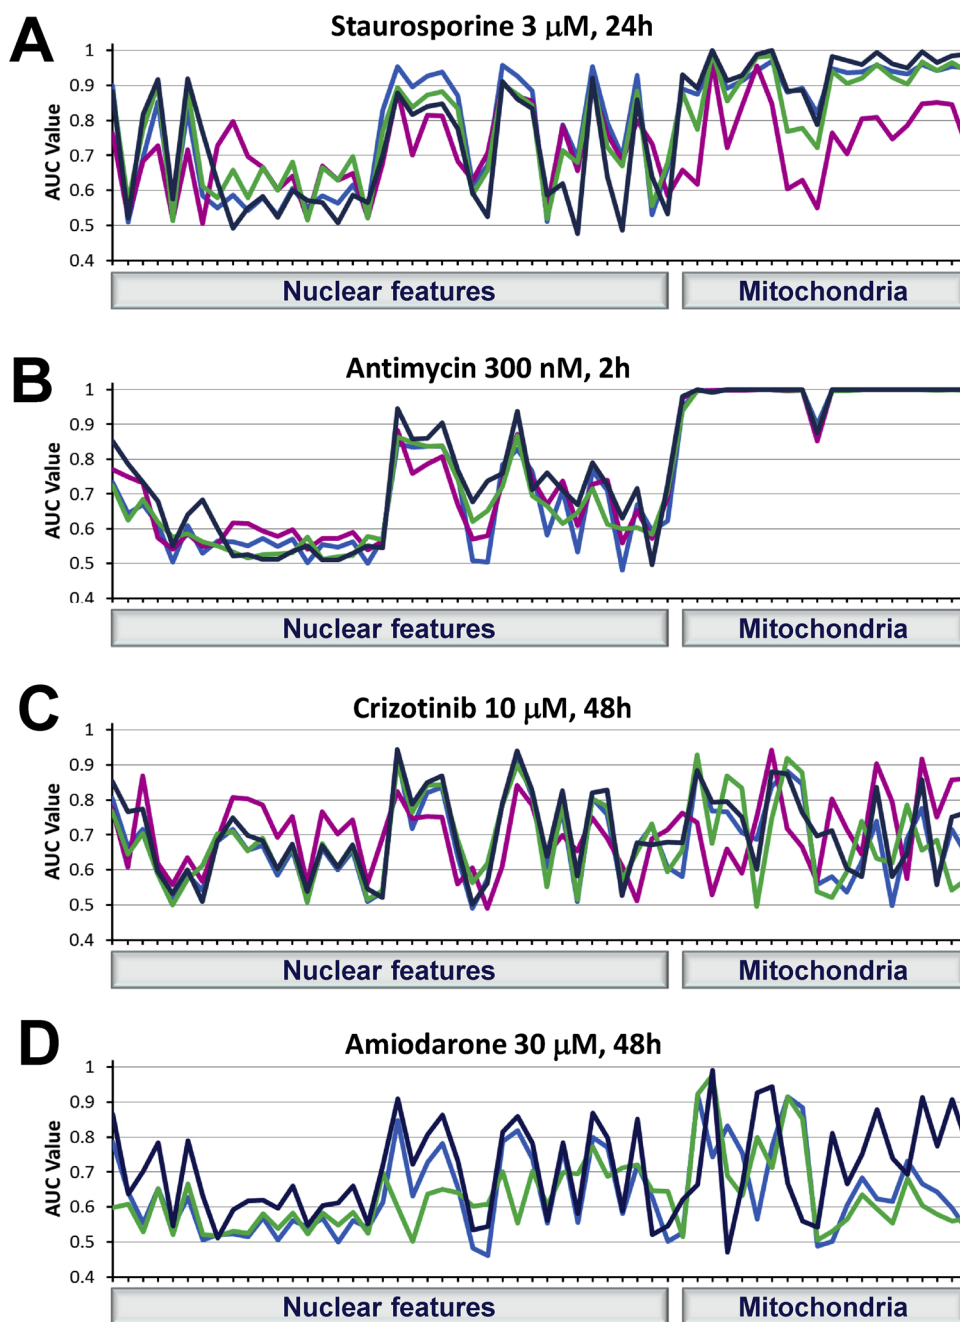 A
Staurosporine 3 μM, 24h
AUC Value
1
0.9
0.8
0.7
0.6
0.5
0.4
Nuclear features
Mitochondria
B
Antimycin 300 nM, 2h
AUC Value
1
0.9
0.8
0.7
0.6
0.5
0.4
Nuclear features
Mitochondria
C
Crizotinib 10 μM, 48h
AUC Value
1
0.9
0.8
0.7
0.6
0.5
0.4
Nuclear features
Mitochondria
D
Amiodarone 30 μM, 48h
AUC Value
1
0.9
0.8
0.7
0.6
0.5
0.4
Nuclear features
Mitochondria